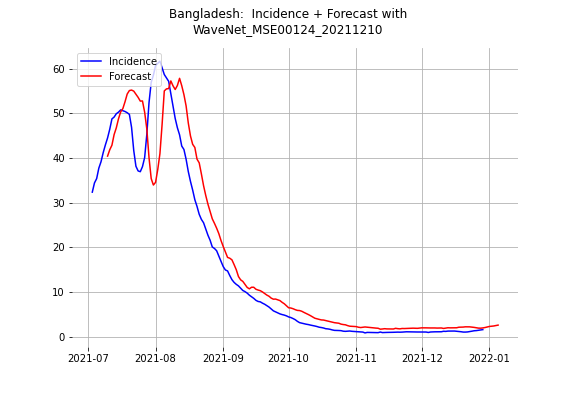 Bangladesh:  Incidence + Forecast with
WaveNet_MSE00124_20211210
Incidence
Forecast
60
50
40
30
20
10
0
2021-07 2021-08 2021-09 2021-10 2021-11 2021-12 2022-01